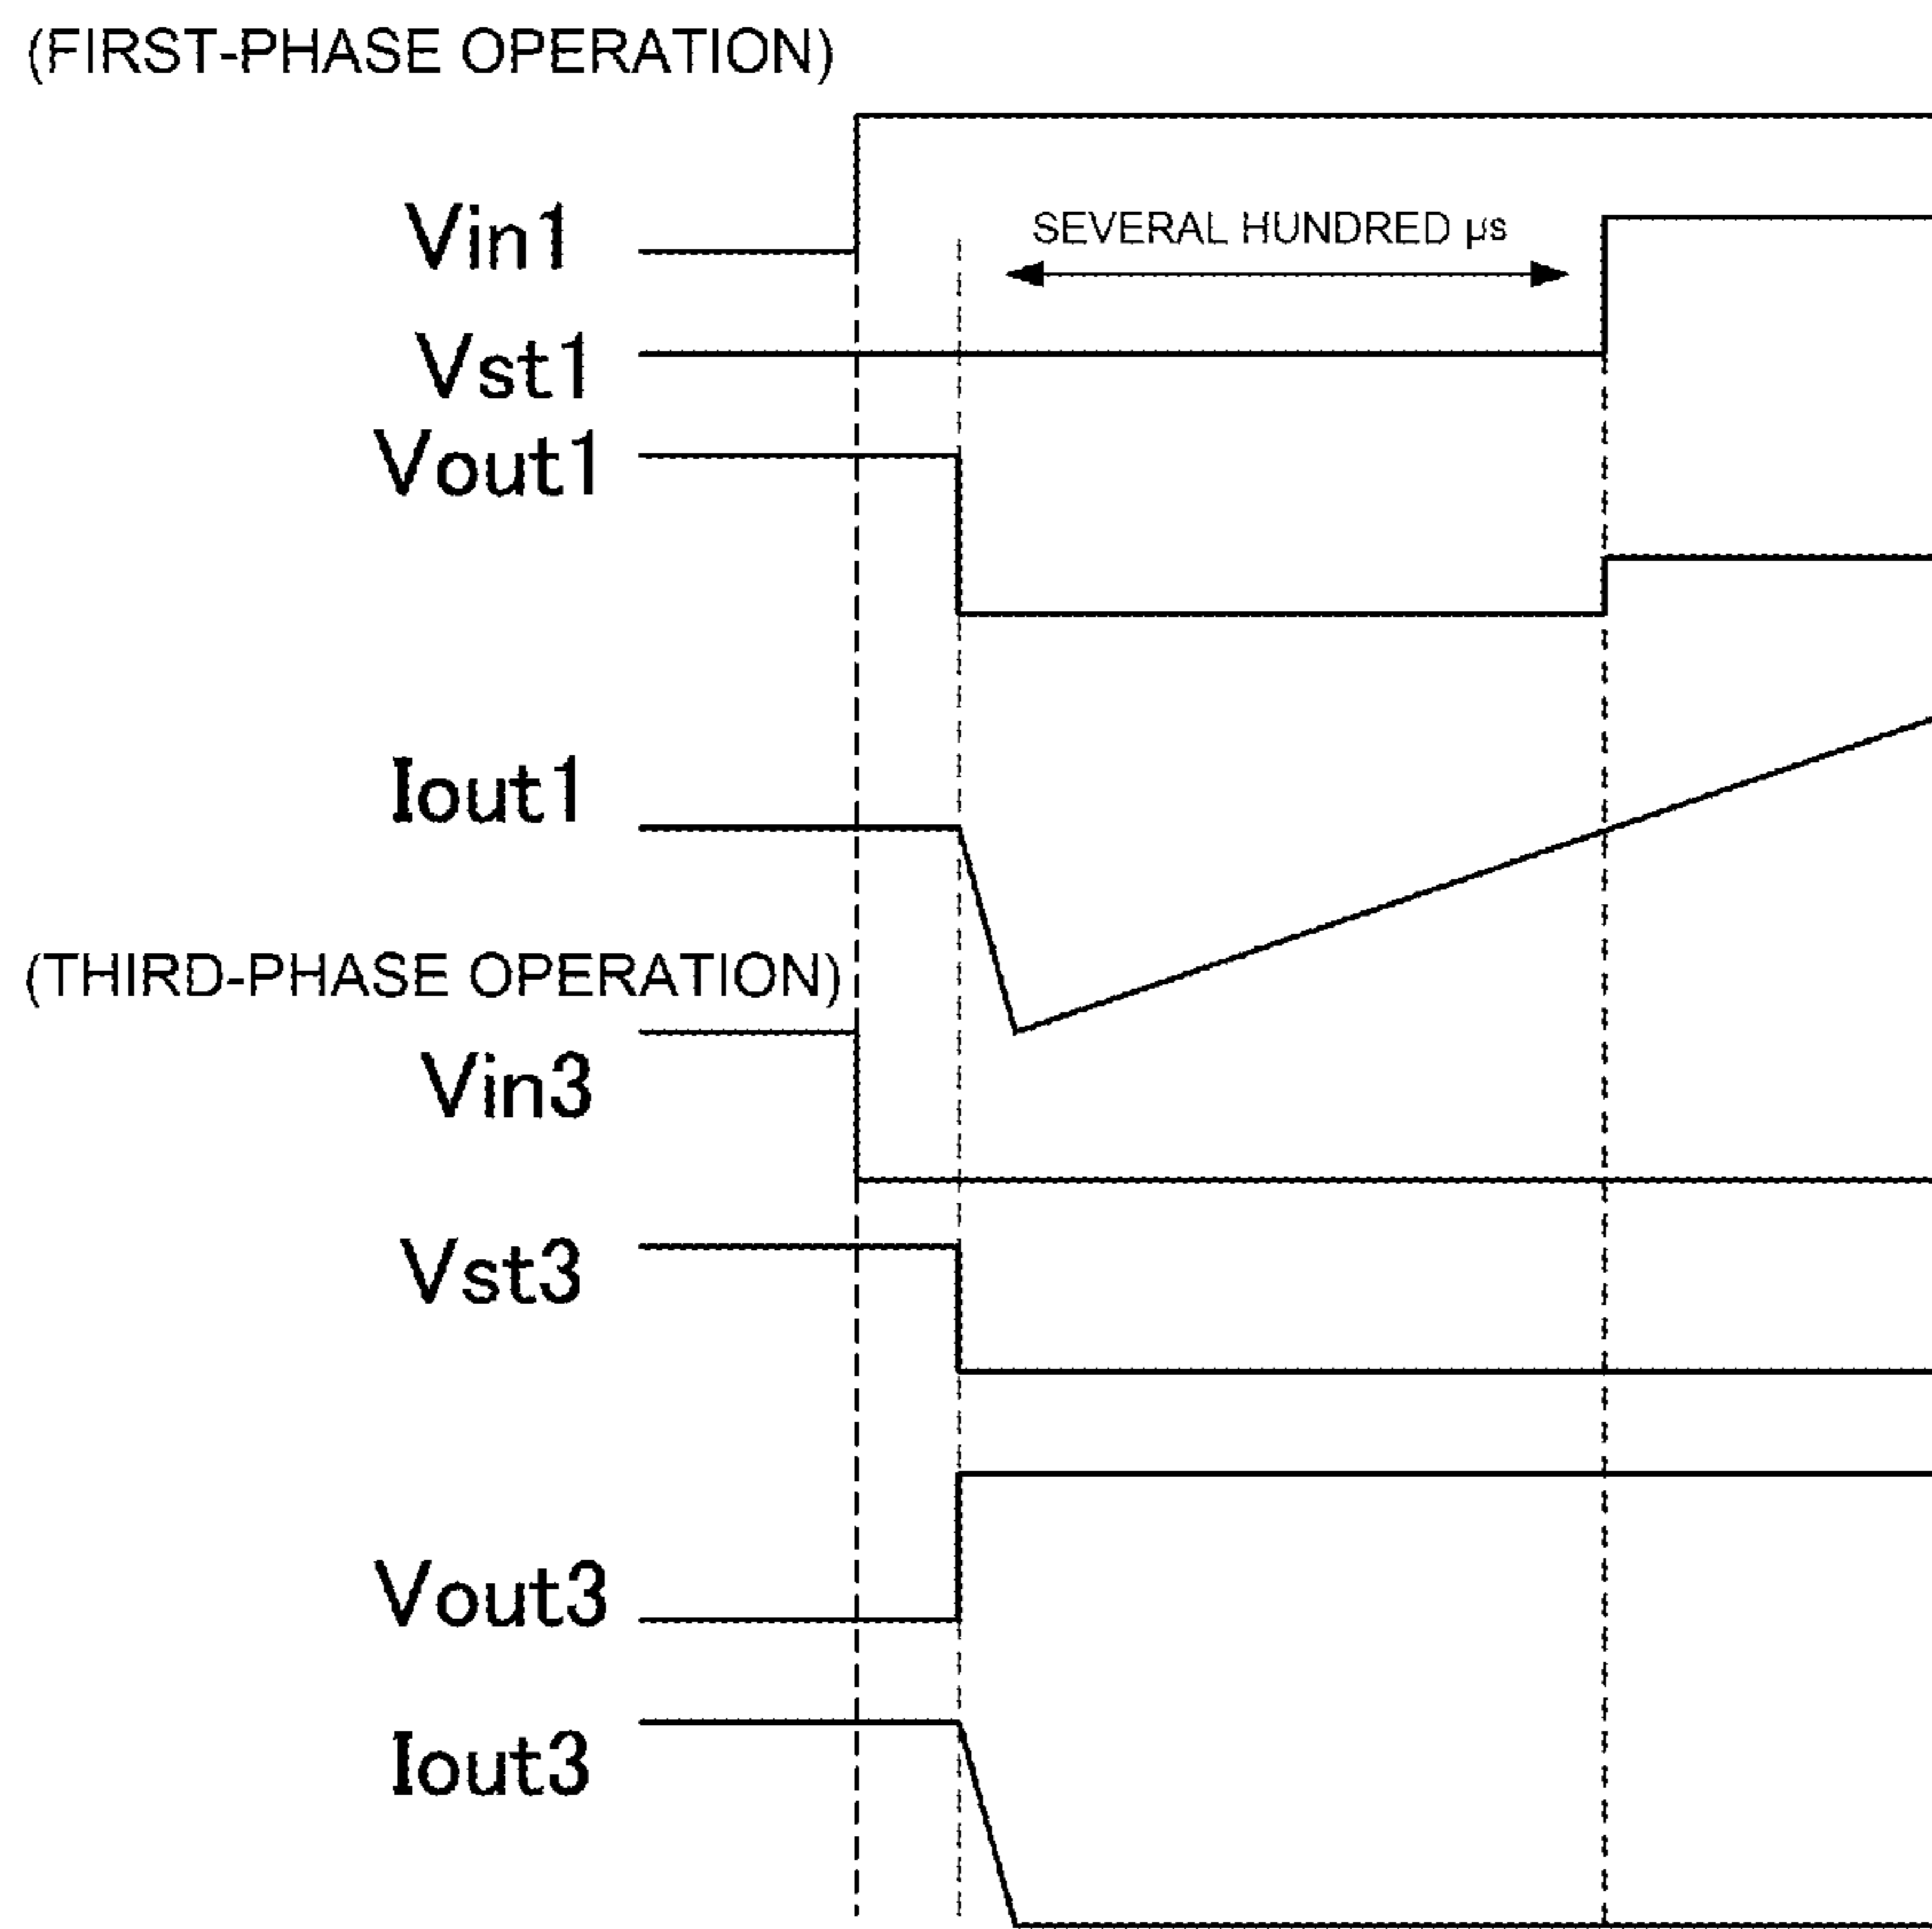 (FIRST-PHASE OPERATION)
Vin1
SEVERAL HUNDRED µs
Vst1
Vout1
Iout1
(THIRD-PHASE OPERATION)
Vin3
Vst3
Vout3
Iout3